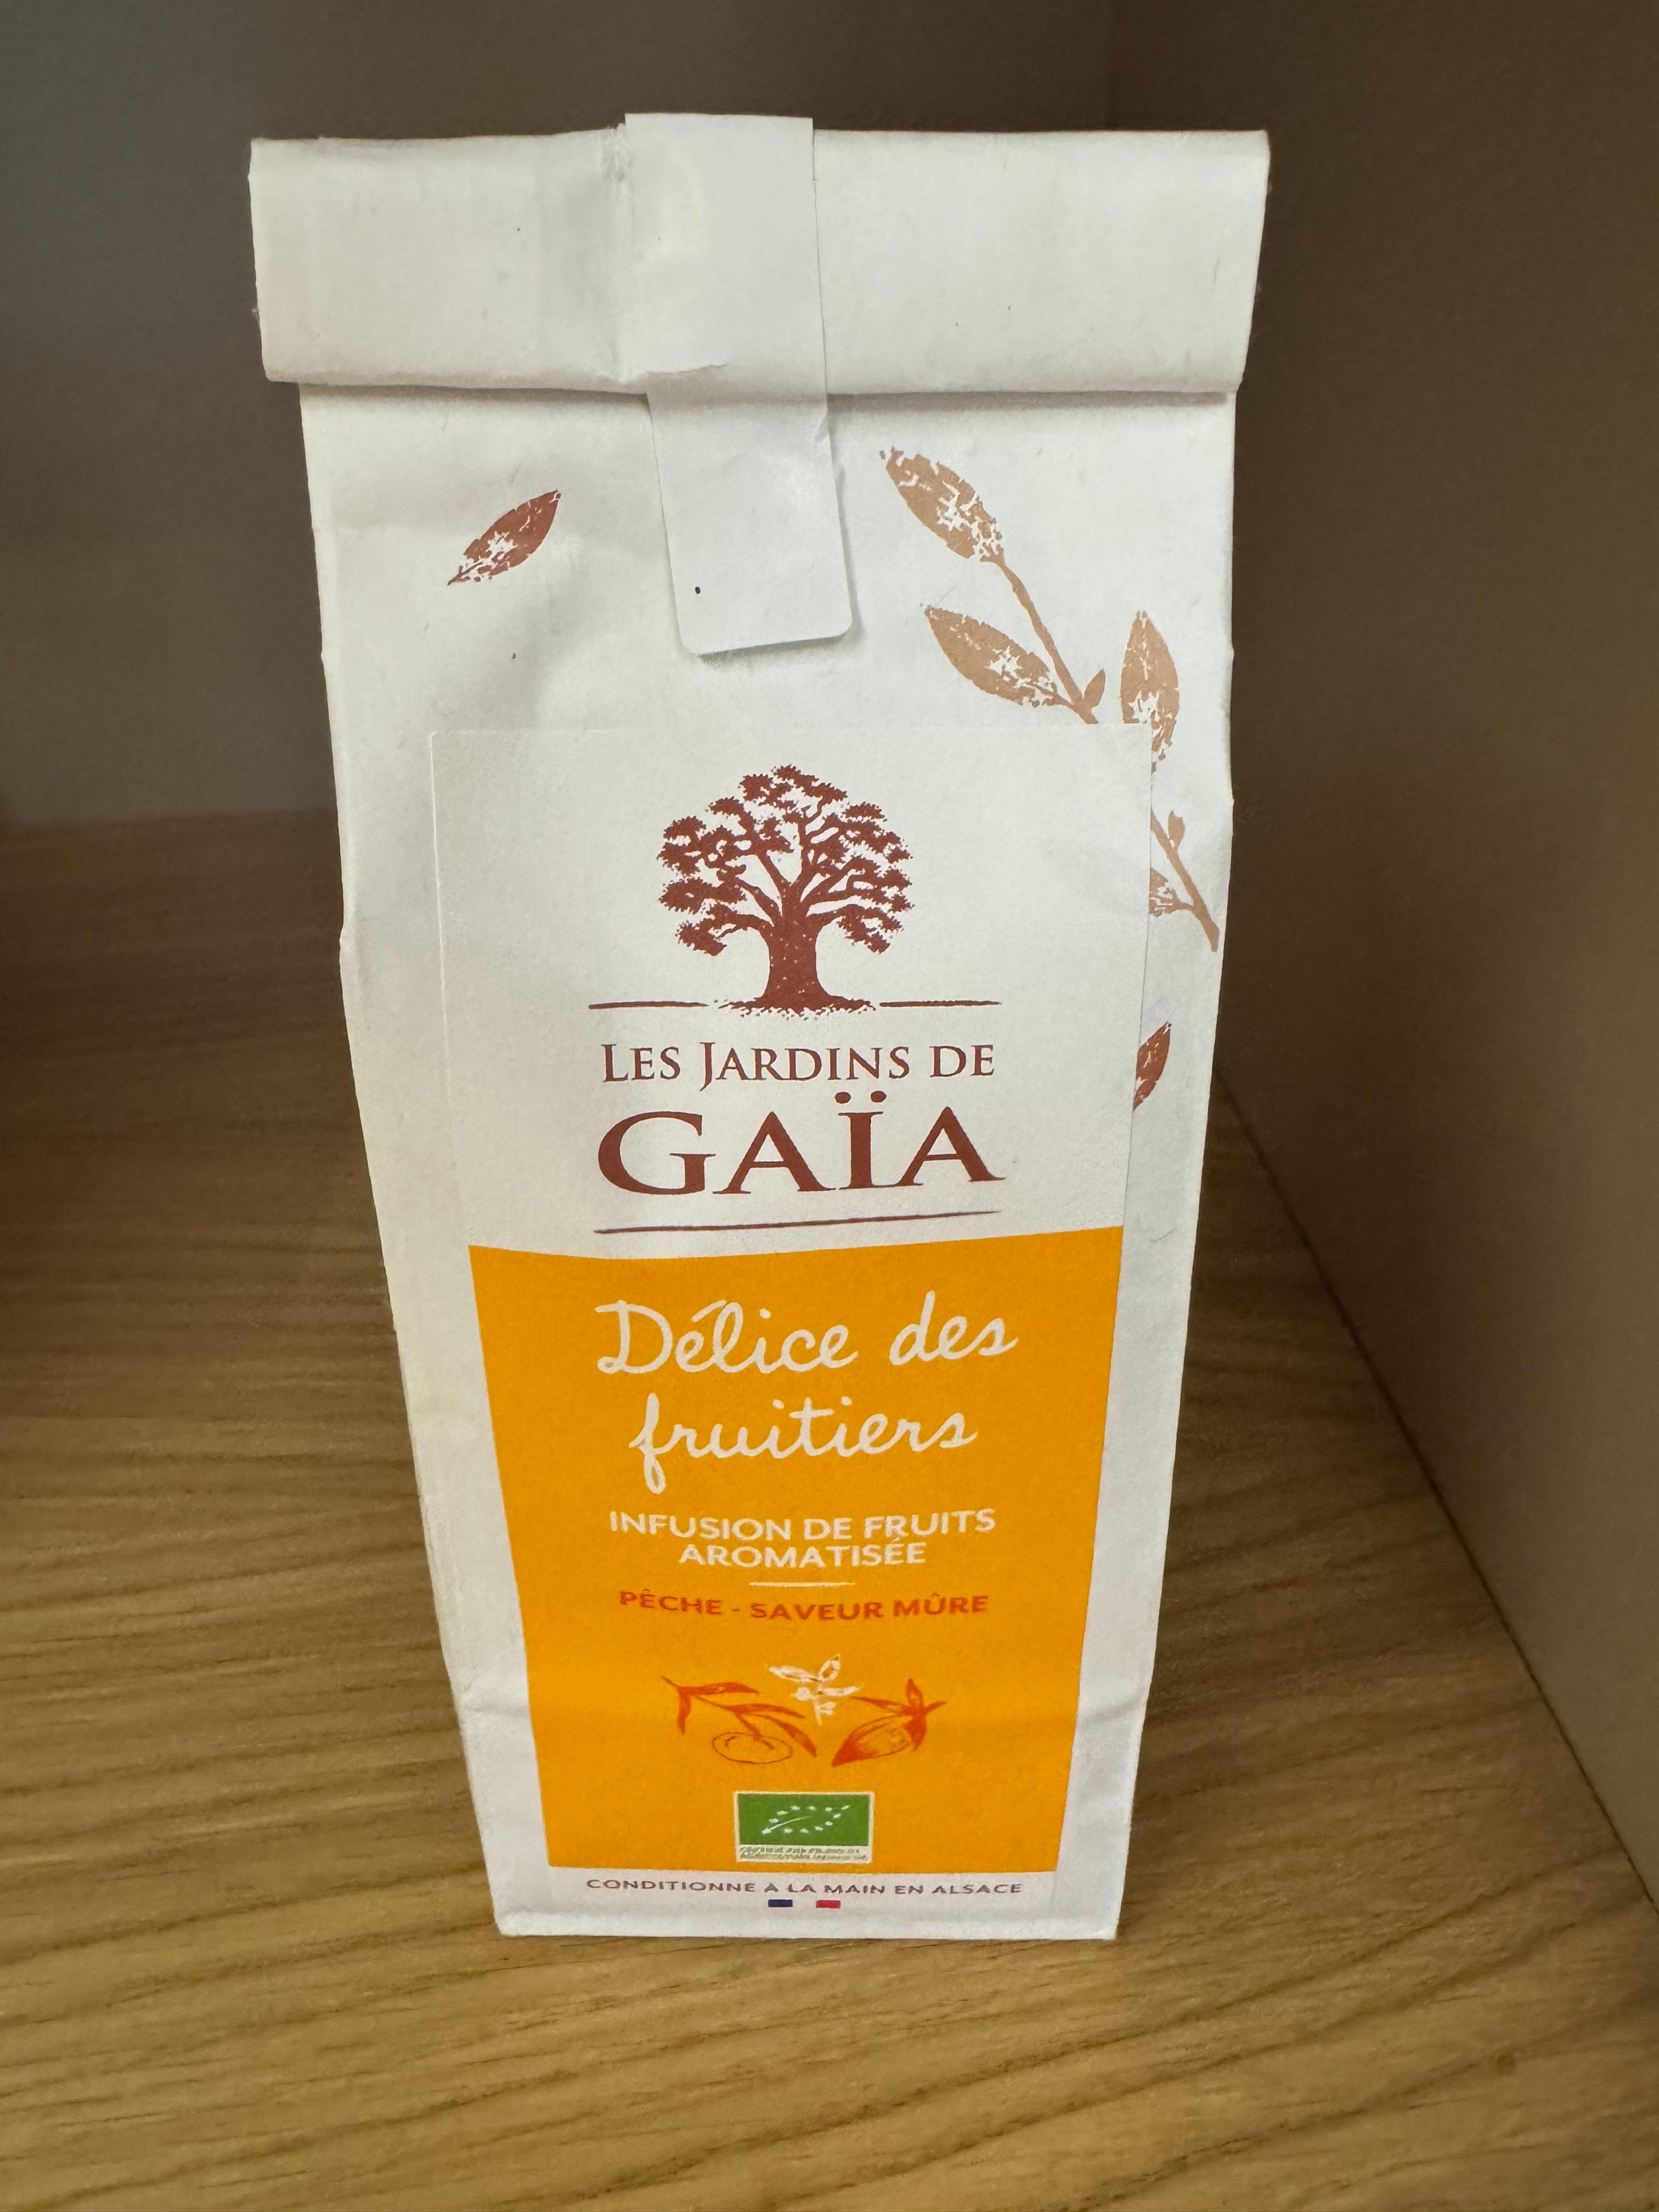 LES JARDINS DE
GAÏA
Délice des
fruitiers
INFUSION DE FRUITS
AROMATISÉE
PÊCHE - SAVEUR MÛRE
CONDITIONNÉ À LA MAIN EN ALSACE